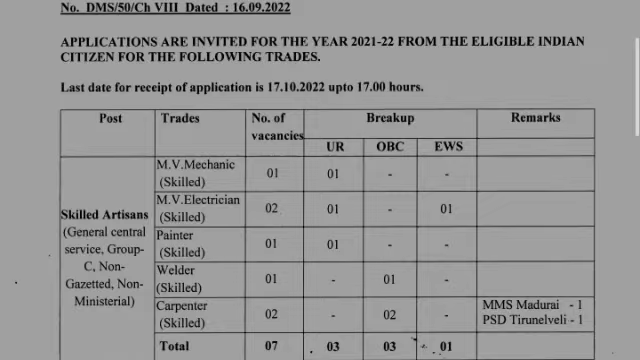 No. DMS/50/Ch VIII Dated : 16.09.2022
APPLICATIONS ARE INVITED FOR THE YEAR 2021-22 FROM THE ELIGIBLE INDIAN
CITIZEN FOR THE FOLLOWING TRADES.
Last date for receipt of application is 17.10.2022 upto 17.00 hours.
Post Trades No. of vacancies Breakup Remarks
UR OBC EWS
Skilled Artisans
(General central
service, Group-
C, Non-
Gazetted, Non-
Ministerial)
M.V.Mechanic
(Skilled) 01 01 - -
M.V.Electrician
(Skilled) 02 01 - 01
Painter
(Skilled) 01 01 - -
Welder
(Skilled) 01 - 01 -
Carpenter
(Skilled) 02 - 02 -
MMS Madurai - 1
PSD Tirunelveli - 1
Total 07 03 03 01